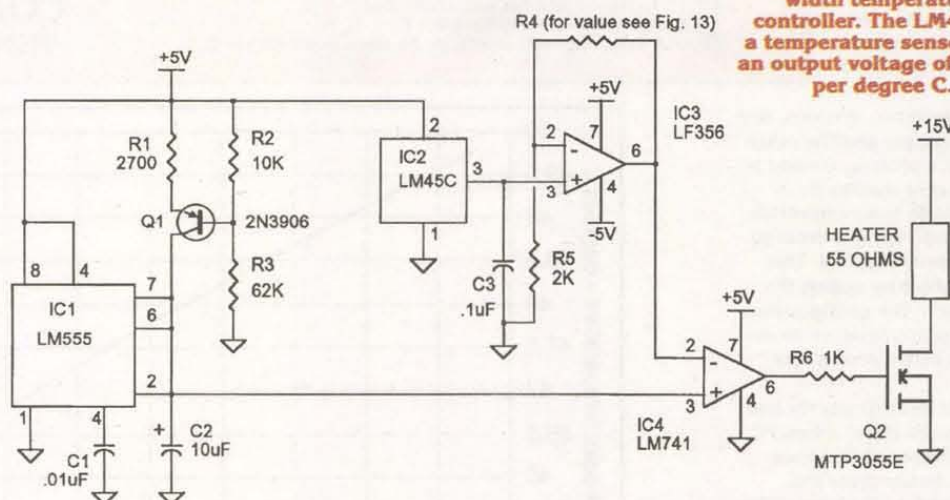 width temperat
controller. The LM4
a temperature sens
an output voltage of
per degree C.
R4 (for value see Fig. 13)
+5V
+5V
IC3
LF356
+15V
R1
2700
R2
10K
2
IC2
LM45C
3
1
2
-
7
6
+
3
4
-5V
Q1
2N3906
HEATER
55 OHMS
8
4
R3
62K
R5
2K
C3
.1uF
7
6
IC1
LM555
2
+5V
2
-
7
R6 1K
6
3
+
4
1
4
+
C2
10uF
C1
.01uF
IC4
LM741
Q2
MTP3055E